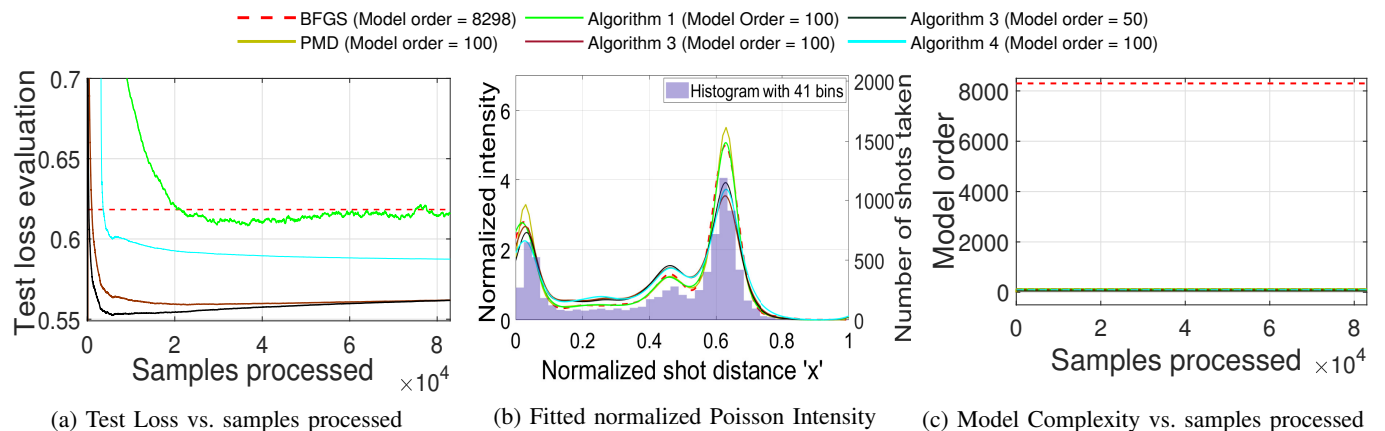 BFGS (Model order = 8298)
Algorithm 1 (Model Order = 100)
Algorithm 3 (Model order = 50)
PMD (Model order = 100)
Algorithm 3 (Model order = 100)
Algorithm 4 (Model order = 100)
Test loss evaluation
0.7
0.65
0.6
0.55
0 2 4 6 8
Samples processed
×10⁴
(a) Test Loss vs. samples processed
Histogram with 41 bins
Normalized intensity
6
4
2
0
Number of shots taken
2000
1500
1000
500
0
0 0.2 0.4 0.6 0.8 1
Normalized shot distance 'x'
(b) Fitted normalized Poisson Intensity
Model order
8000
6000
4000
2000
0
0 2 4 6 8
Samples processed
×10⁴
(c) Model Complexity vs. samples processed